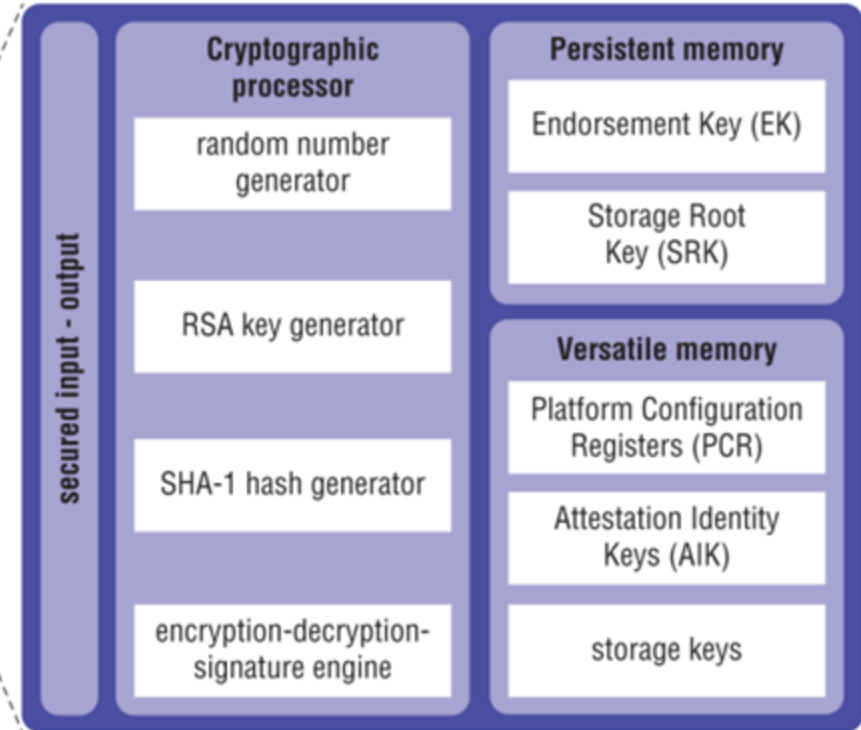 secured input - output
Cryptographic
processor
random number
generator
RSA key generator
SHA-1 hash generator
encryption-decryption-
signature engine
Persistent memory
Endorsement Key (EK)
Storage Root
Key (SRK)
Versatile memory
Platform Configuration
Registers (PCR)
Attestation Identity
Keys (AIK)
storage keys